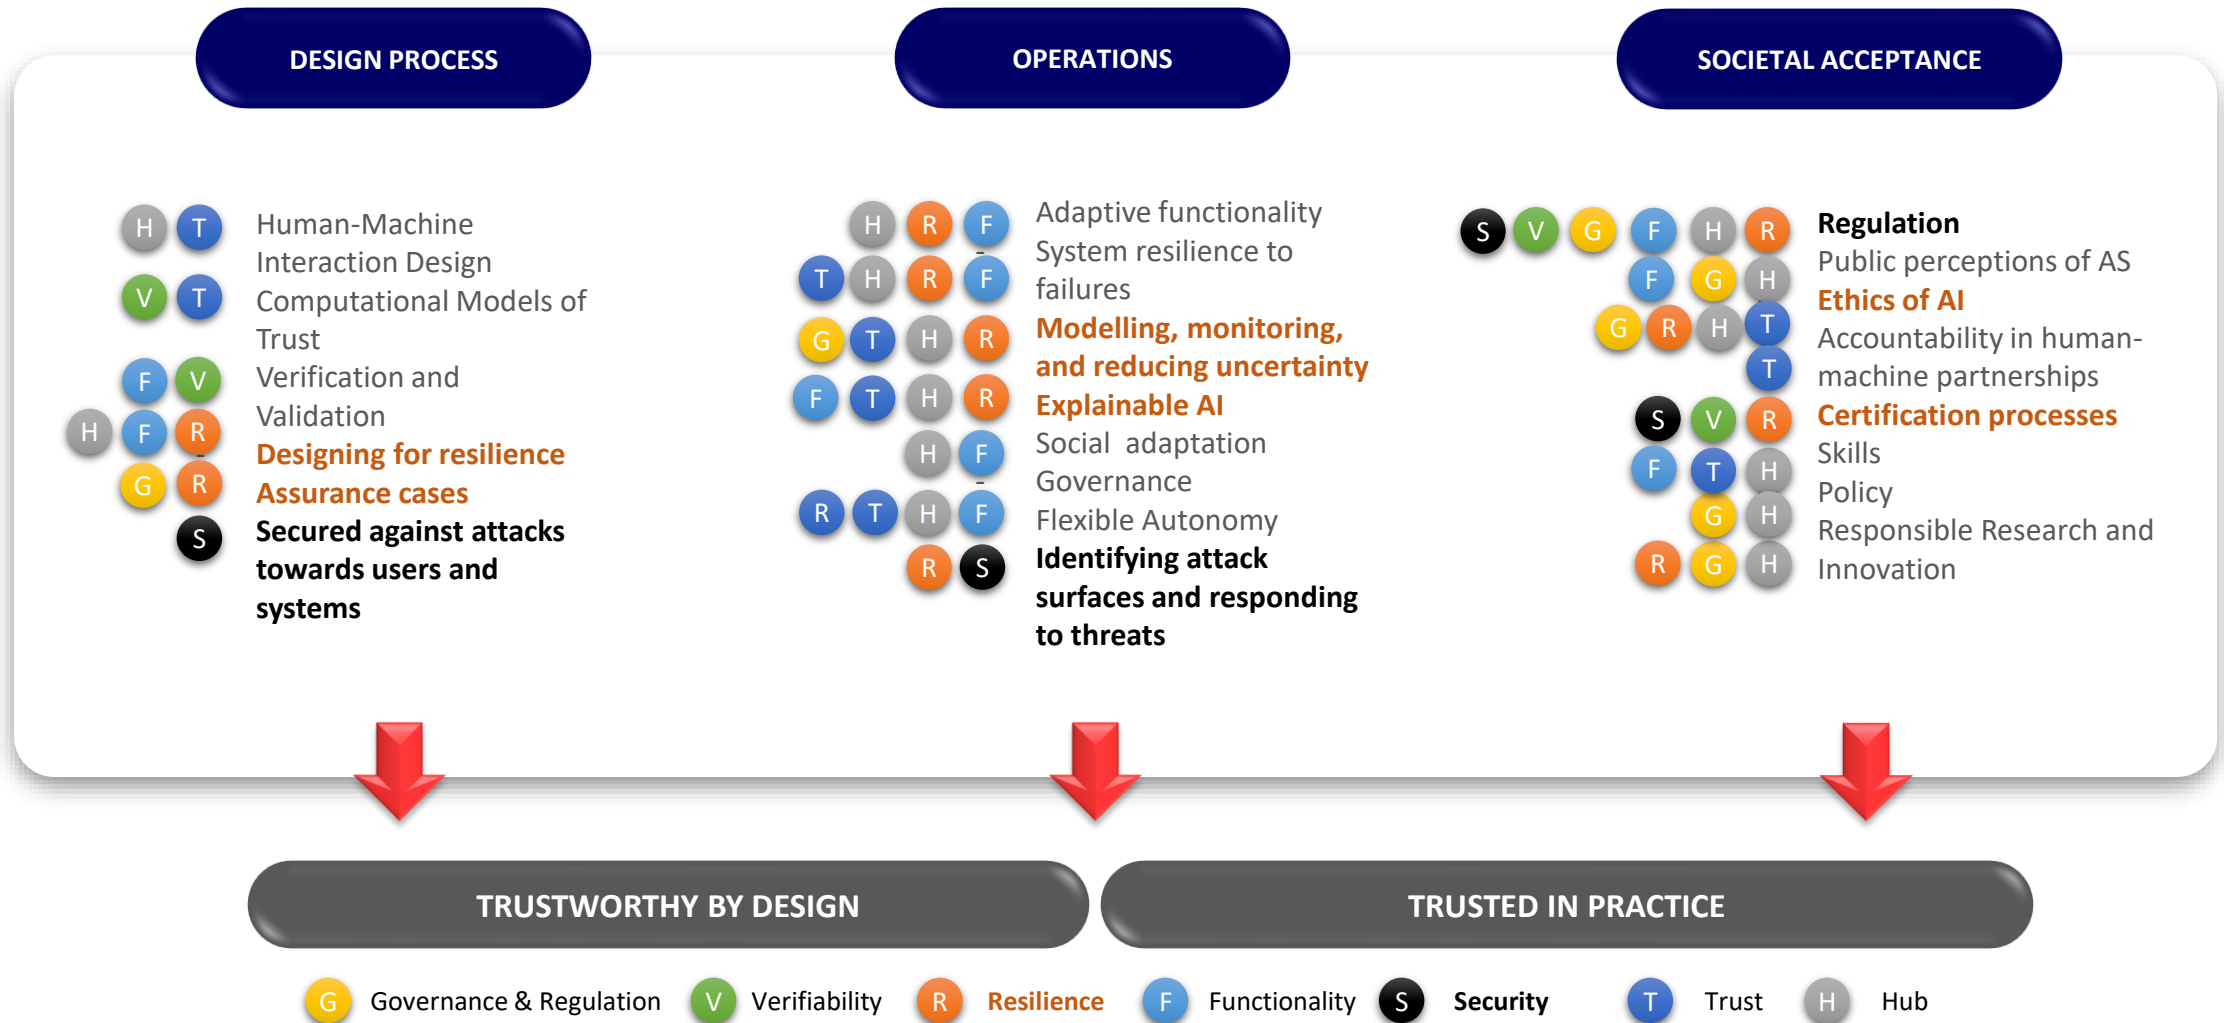 DESIGN PROCESS
H T Human-Machine
Interaction Design
V T Computational Models of
Trust
F V Verification and
Validation
H F R Designing for resilience
G R Assurance cases
S Secured against attacks
towards users and
systems
OPERATIONS
H R F Adaptive functionality
T H R F System resilience to
failures
G T H R Modelling, monitoring,
and reducing uncertainty
F T H R Explainable AI
H F Social adaptation
Governance
R T H F Flexible Autonomy
R S Identifying attack
surfaces and responding
to threats
SOCIETAL ACCEPTANCE
S V G F H R Regulation
F G H Public perceptions of AS
Ethics of AI
G R H T Accountability in human-
T machine partnerships
S V R Certification processes
F T H Skills
G H Policy
Responsible Research and
R G H Innovation
TRUSTWORTHY BY DESIGN
TRUSTED IN PRACTICE
G Governance & Regulation V Verifiability R Resilience F Functionality S Security T Trust H Hub